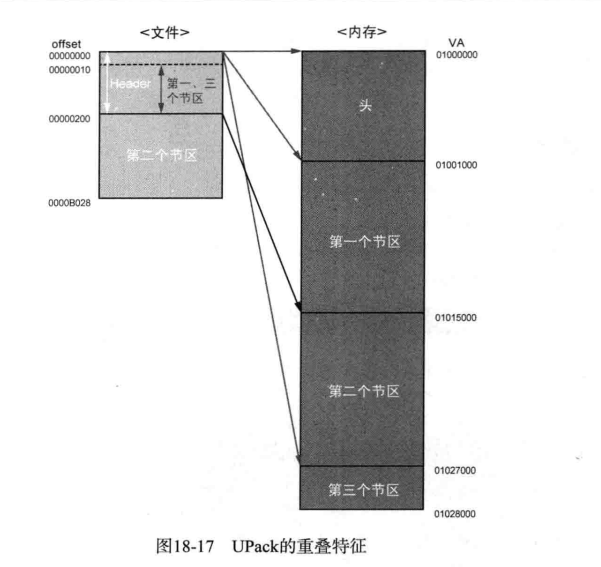 <文件>
<内存>
offset
VA
00000000
01000000
00000010
Header
第一、三
个节区
头
00000200
第二个节区
01001000
0000B028
第一个节区
01015000
第二个节区
01027000
第三个节区
01028000
图18-17 UPack的重叠特征